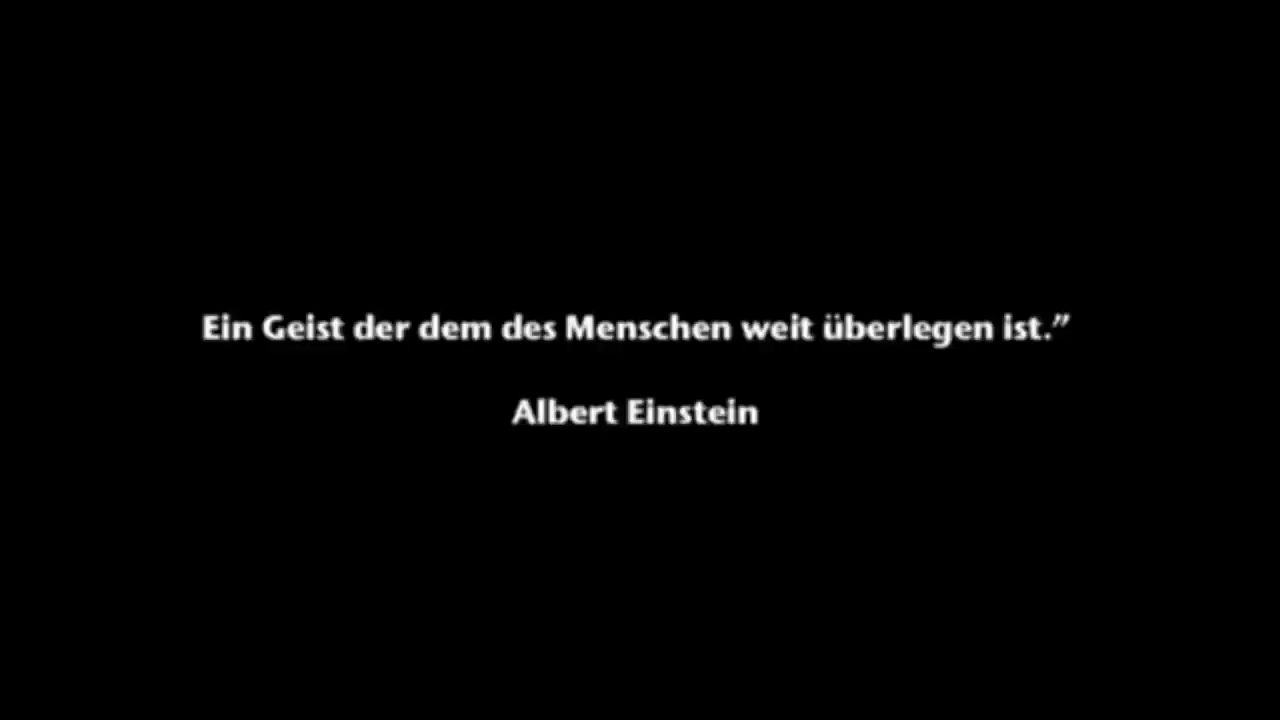 Ein Geist der dem des Menschen weit überlegen ist.”
Albert Einstein